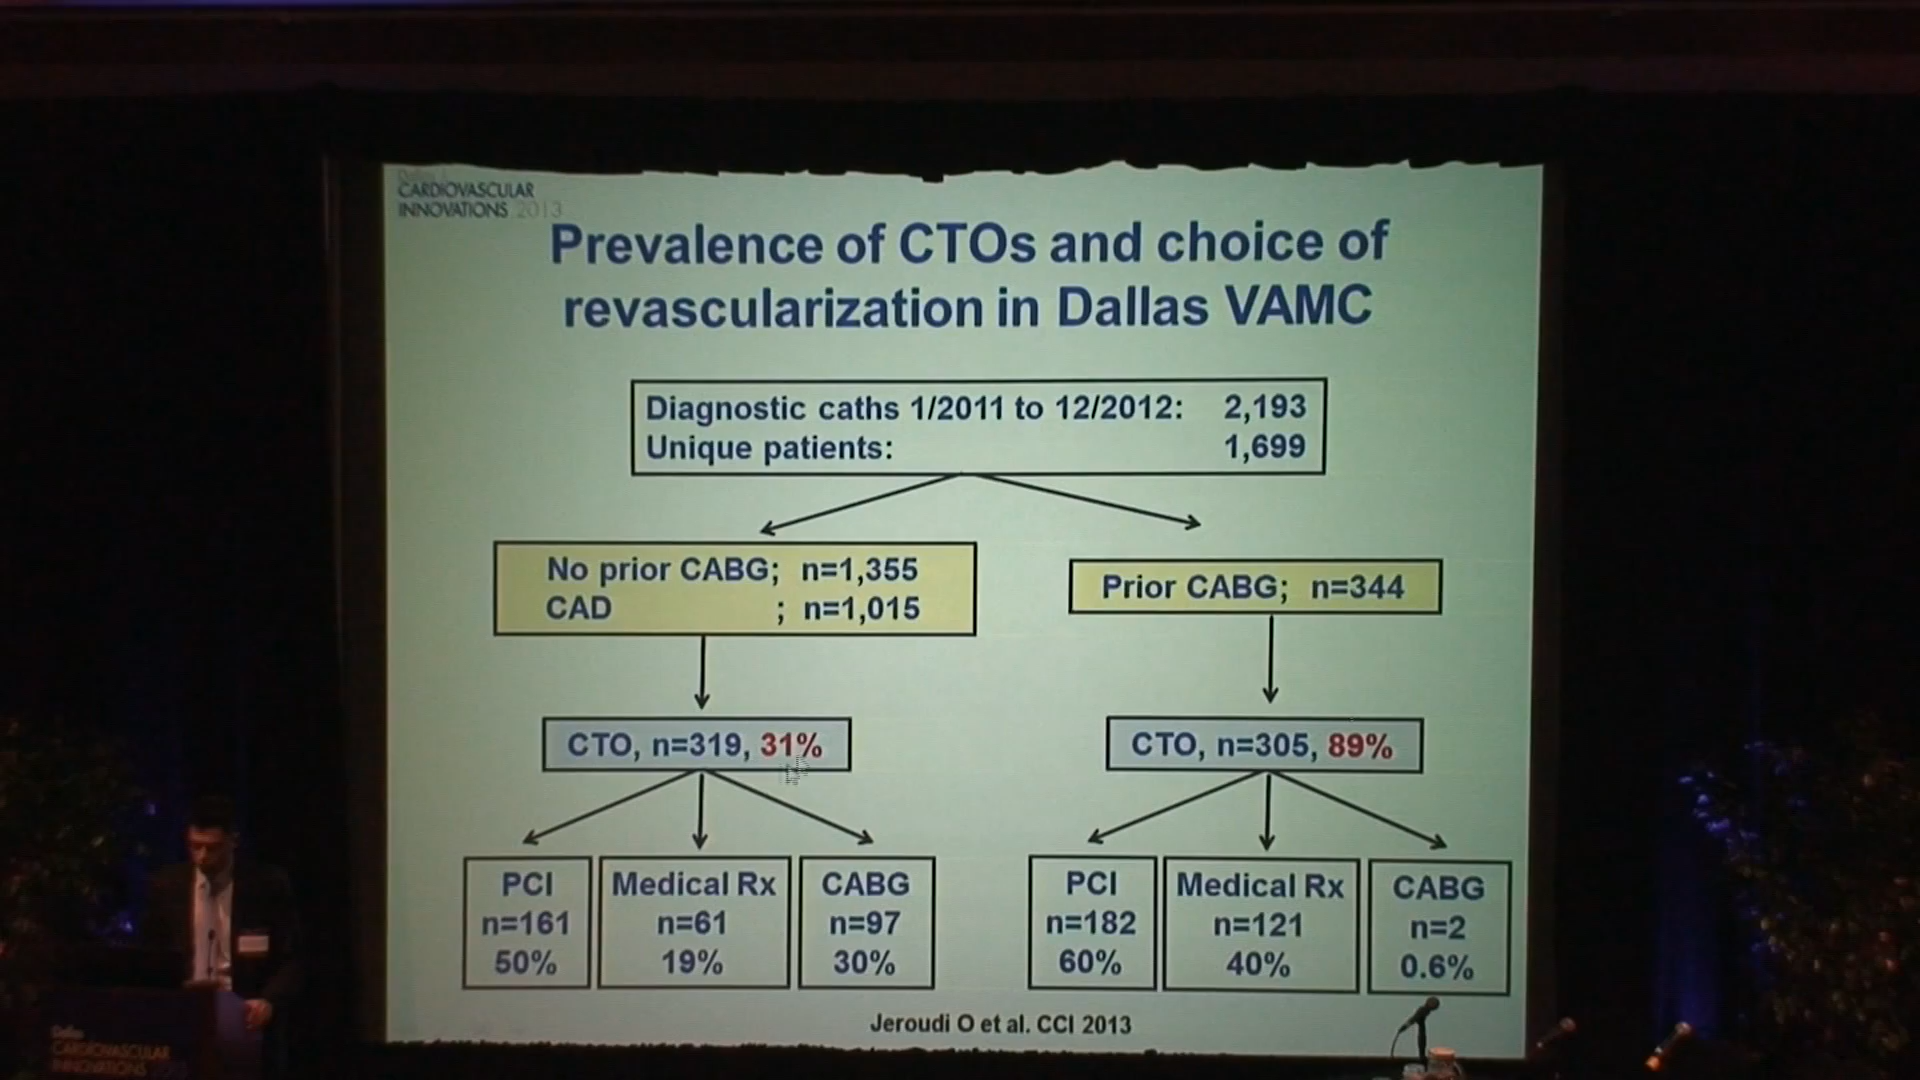 CARDIOVASCULAR
INNOVATIONS 2013
Prevalence of CTOs and choice of
revascularization in Dallas VAMC
Diagnostic caths 1/2011 to 12/2012: 2,193
Unique patients: 1,699
No prior CABG; n=1,355
CAD ; n=1,015
Prior CABG; n=344
CTO, n=319, 31%
CTO, n=305, 89%
PCI
n=161
50%
Medical Rx
n=61
19%
CABG
n=97
30%
PCI
n=182
60%
Medical Rx
n=121
40%
CABG
n=2
0.6%
Jeroudi O et al. CCI 2013
Dallas
CARDIOVASCULAR
INNOVATIONS